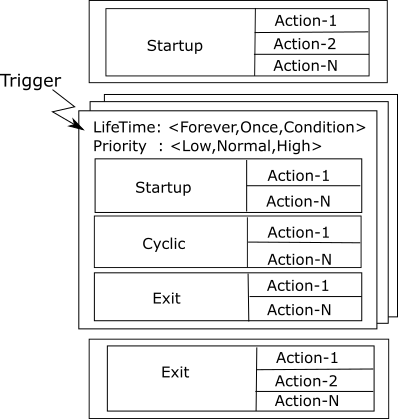 Action-1
Startup
Action-2
Action-N
Trigger
LifeTime: <Forever,Once,Condition>
Priority : <Low,Normal,High>
Startup
Action-1
Action-N
Cyclic
Action-1
Action-N
Exit
Action-1
Action-N
Exit
Action-1
Action-2
Action-N